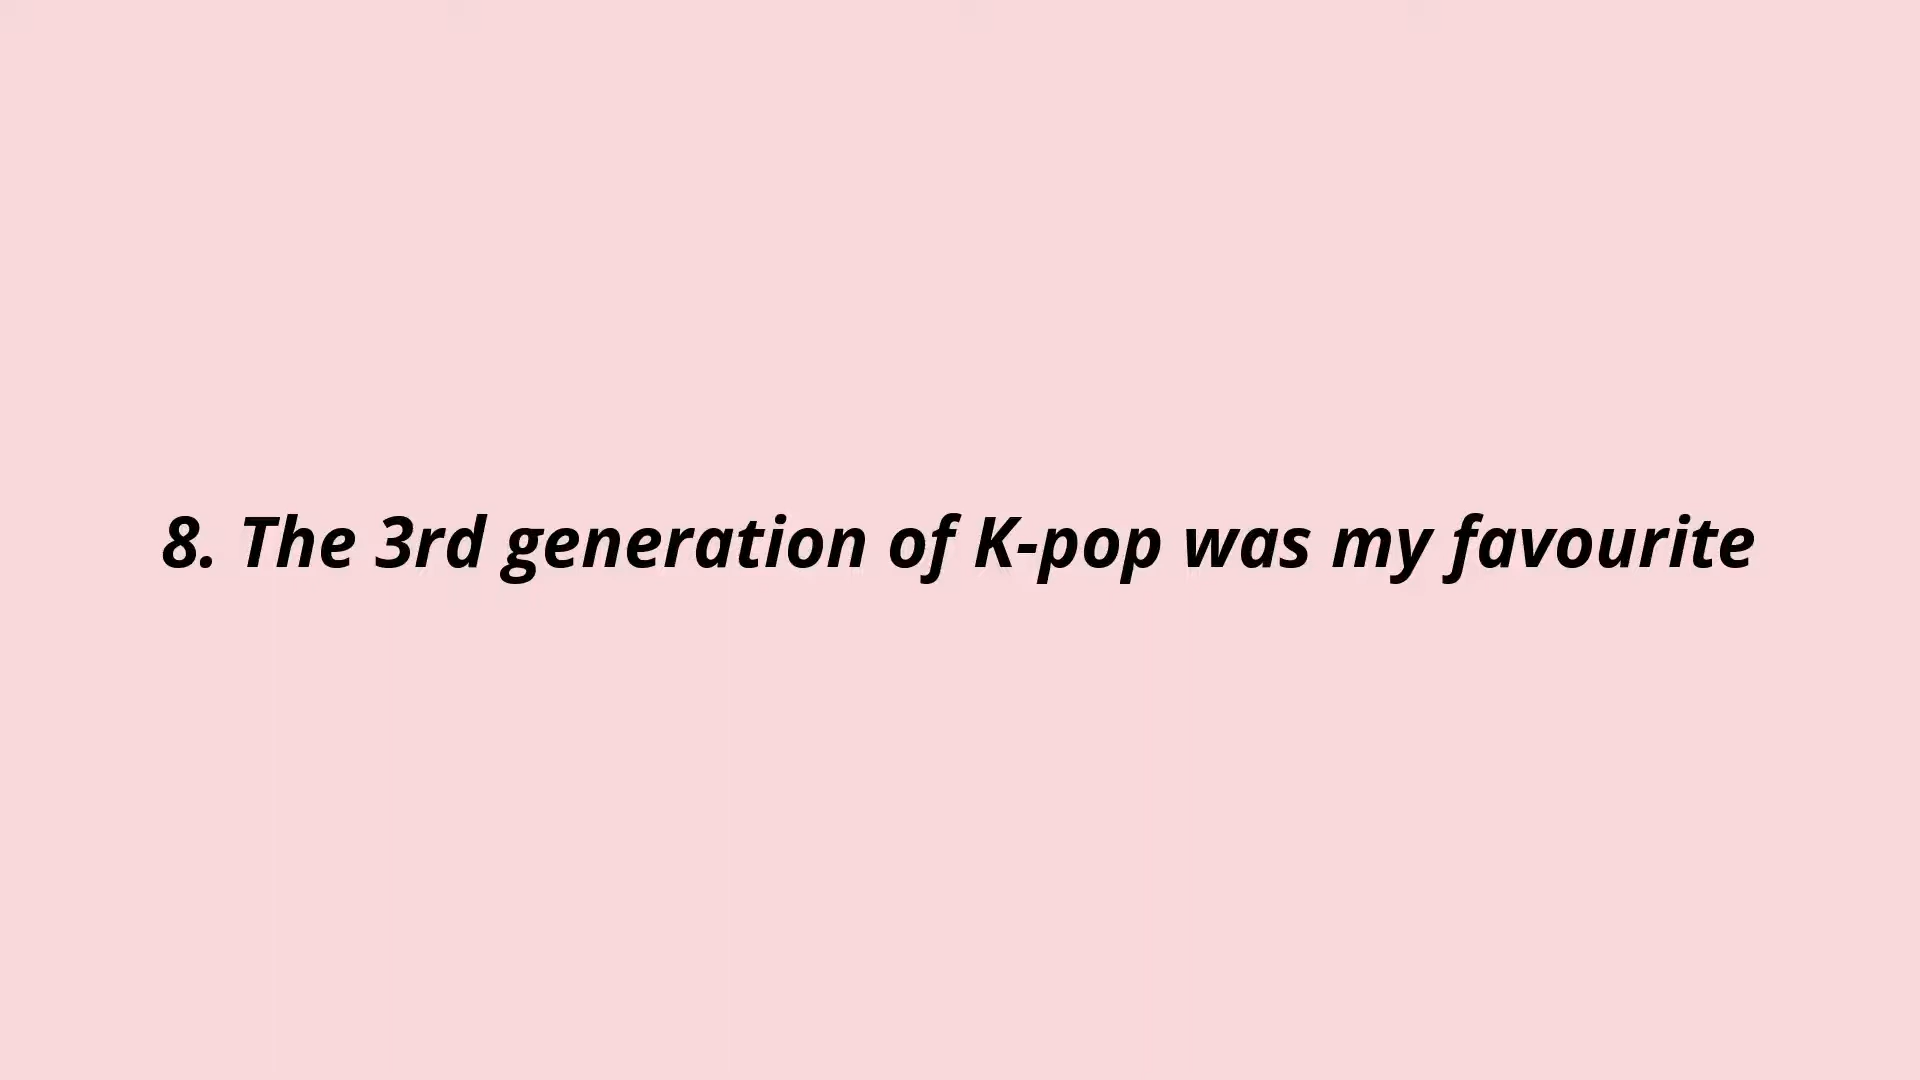 8. The 3rd generation of K-pop was my favourite